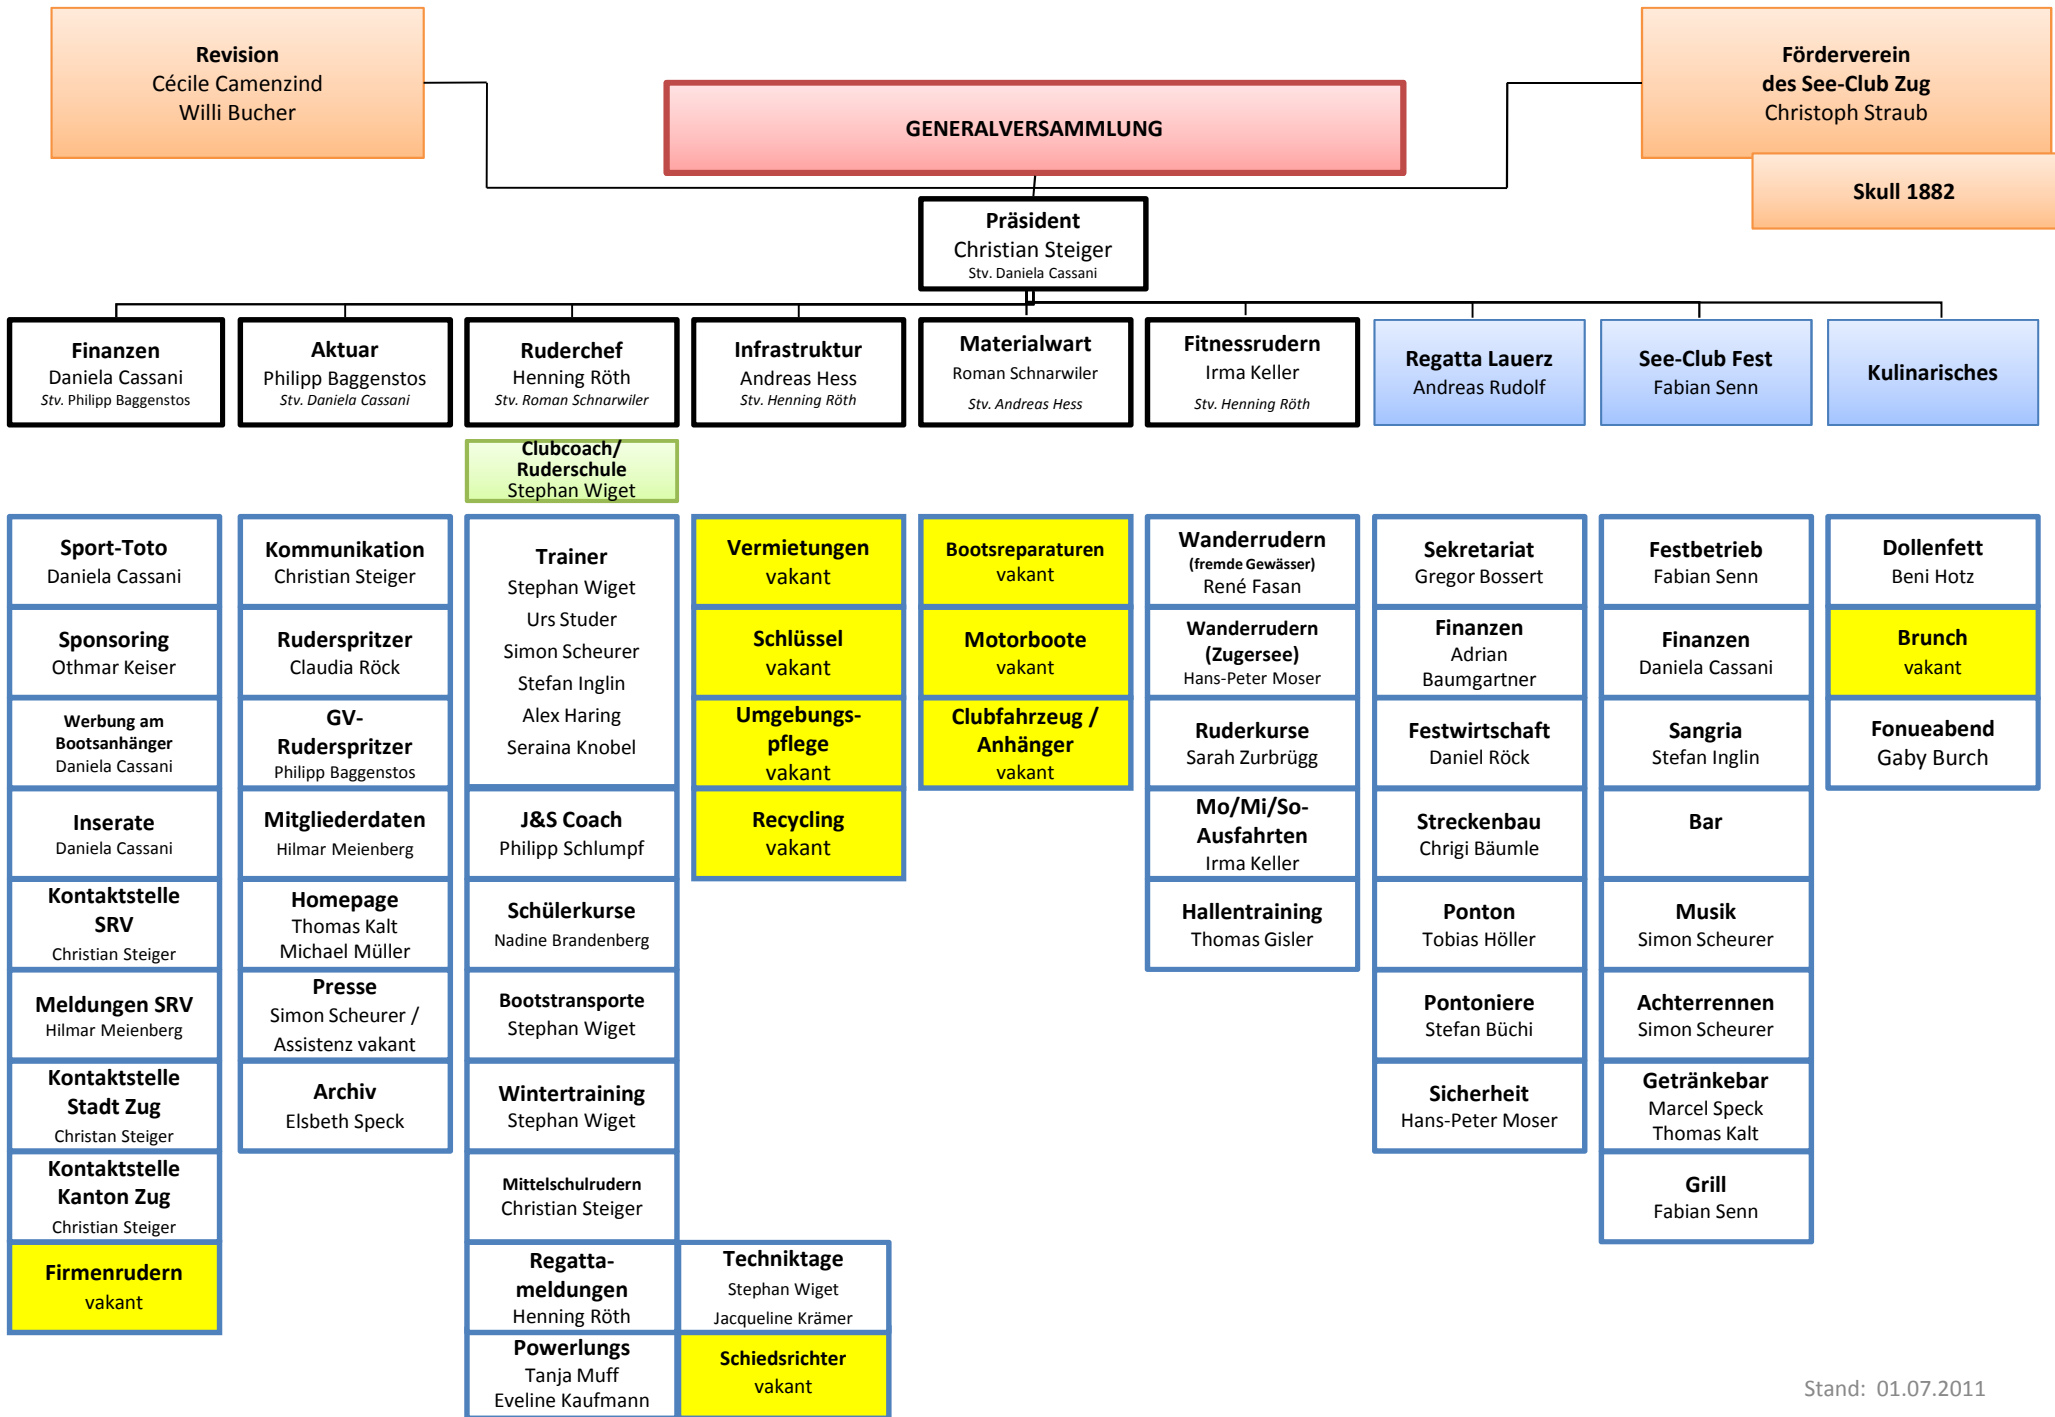 Revision
Cécile Camenzind
Willi Bucher
GENERALVERSAMMLUNG
Förderverein
des See-Club Zug
Christoph Straub
Skull 1882
Präsident
Christian Steiger
Stv. Daniela Cassani
Finanzen
Daniela Cassani
Stv. Philipp Baggenstos
Aktuar
Philipp Baggenstos
Stv. Daniela Cassani
Ruderchef
Henning Röth
Stv. Roman Schnarwiler
Infrastruktur
Andreas Hess
Stv. Henning Röth
Materialwart
Roman Schnarwiler
Stv. Andreas Hess
Fitnessrudern
Irma Keller
Stv. Henning Röth
Regatta Lauerz
Andreas Rudolf
See-Club Fest
Fabian Senn
Kulinarisches
Clubcoach/
Ruderschule
Stephan Wiget
Sport-Toto
Daniela Cassani
Sponsoring
Othmar Keiser
Werbung am
Bootsanhänger
Daniela Cassani
Inserate
Daniela Cassani
Kontaktstelle
SRV
Christian Steiger
Meldungen SRV
Hilmar Meienberg
Kontaktstelle
Stadt Zug
Christan Steiger
Kontaktstelle
Kanton Zug
Christian Steiger
Firmenrudern
vakant
Kommunikation
Christian Steiger
Ruderspritzer
Claudia Röck
GV-
Ruderspritzer
Philipp Baggenstos
Mitgliederdaten
Hilmar Meienberg
Homepage
Thomas Kalt
Michael Müller
Presse
Simon Scheurer /
Assistenz vakant
Archiv
Elsbeth Speck
Trainer
Stephan Wiget
Urs Studer
Simon Scheurer
Stefan Inglin
Alex Haring
Seraina Knobel
J&S Coach
Philipp Schlumpf
Schülerkurse
Nadine Brandenberg
Bootstransporte
Stephan Wiget
Wintertraining
Stephan Wiget
Mittelschulrudern
Christian Steiger
Regatta-
meldungen
Henning Röth
Powerlungs
Tanja Muff
Eveline Kaufmann
Techniktage
Stephan Wiget
Jacqueline Krämer
Schiedsrichter
vakant
Vermietungen
vakant
Schlüssel
vakant
Umgebungs-
pflege
vakant
Recycling
vakant
Bootsreparaturen
vakant
Motorboote
vakant
Clubfahrzeug /
Anhänger
vakant
Wanderrudern
(fremde Gewässer)
René Fasan
Wanderrudern
(Zugersee)
Hans-Peter Moser
Ruderkurse
Sarah Zurbrügg
Mo/Mi/So-
Ausfahrten
Irma Keller
Hallentraining
Thomas Gisler
Sekretariat
Gregor Bossert
Finanzen
Adrian
Baumgartner
Festwirtschaft
Daniel Röck
Streckenbau
Chrigi Bäumle
Ponton
Tobias Höller
Pontoniere
Stefan Büchi
Sicherheit
Hans-Peter Moser
Festbetrieb
Fabian Senn
Finanzen
Daniela Cassani
Sangria
Stefan Inglin
Bar
Musik
Simon Scheurer
Achterrennen
Simon Scheurer
Getränkebar
Marcel Speck
Thomas Kalt
Grill
Fabian Senn
Dollenfett
Beni Hotz
Brunch
vakant
Fonueabend
Gaby Burch
Stand: 01.07.2011